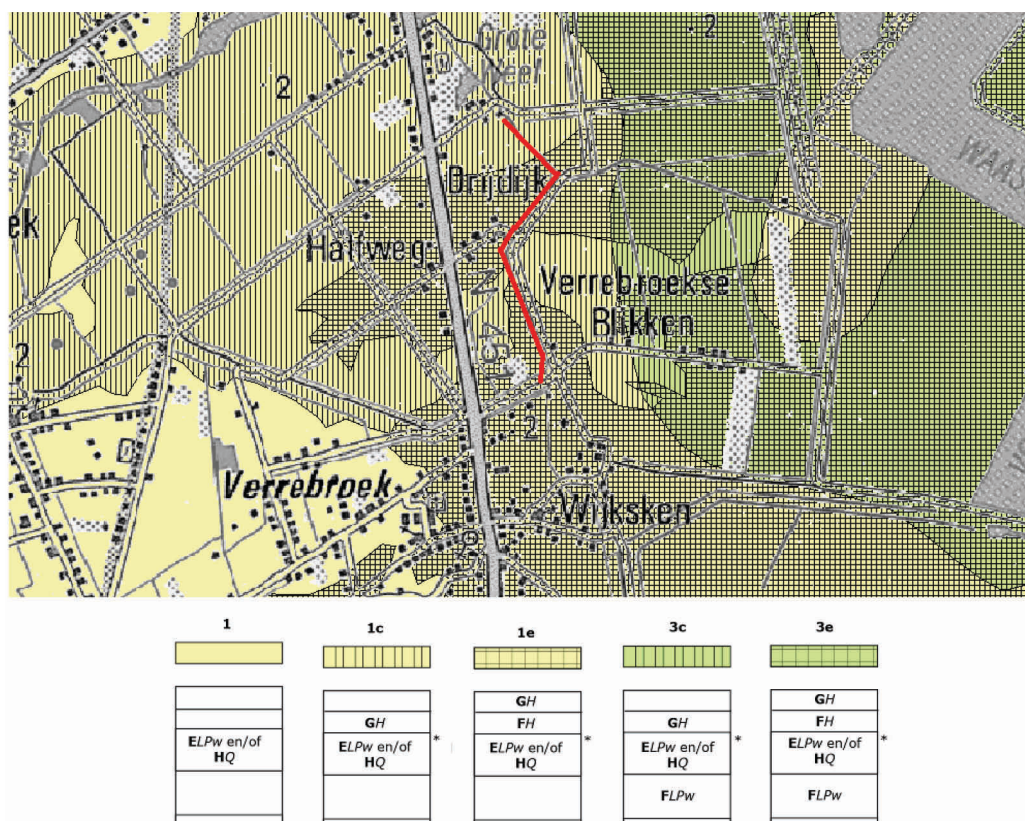 2
Grote
Geel
2
WAAS
Drijdijk
ek
Halfweg
Verrebroekse
Blikken
N 451
2
2
Verrebroek
Wijksken
1 1c 1e 3c 3e
GH GH
GH FH GH FH
ELPw en/of ELPw en/of * ELPw en/of * ELPw en/of * ELPw en/of *
HQ HQ HQ HQ HQ
FLPw FLPw